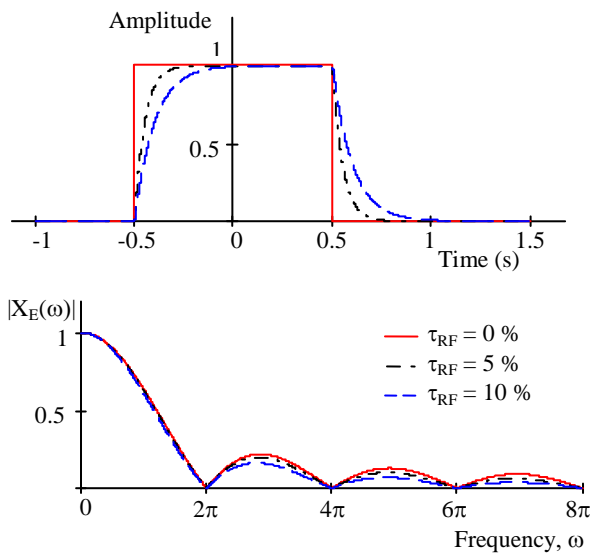 Amplitude
1
0.5
-1 -0.5 0 0.5 1 1.5
Time (s)
|X_E(ω)|
1
0.5
τ_RF = 0 %
τ_RF = 5 %
τ_RF = 10 %
0 2π 4π 6π 8π
Frequency, ω